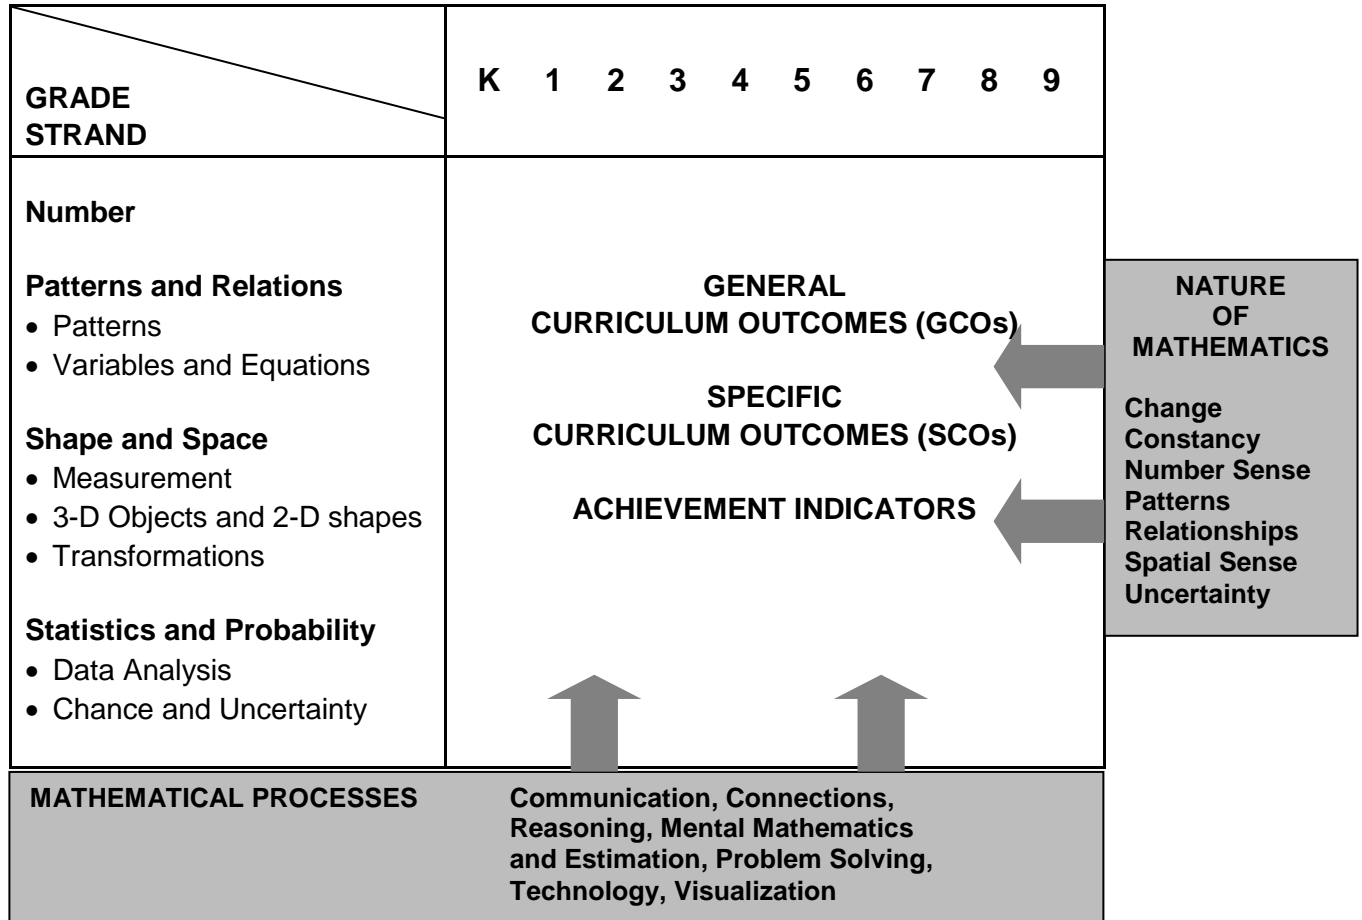 GRADE
STRAND
K 1 2 3 4 5 6 7 8 9
Number
Patterns and Relations
• Patterns
• Variables and Equations
Shape and Space
• Measurement
• 3-D Objects and 2-D shapes
• Transformations
Statistics and Probability
• Data Analysis
• Chance and Uncertainty
GENERAL
CURRICULUM OUTCOMES (GCOs)
SPECIFIC
CURRICULUM OUTCOMES (SCOs)
ACHIEVEMENT INDICATORS
NATURE
OF
MATHEMATICS
Change
Constancy
Number Sense
Patterns
Relationships
Spatial Sense
Uncertainty
MATHEMATICAL PROCESSES
Communication, Connections,
Reasoning, Mental Mathematics
and Estimation, Problem Solving,
Technology, Visualization